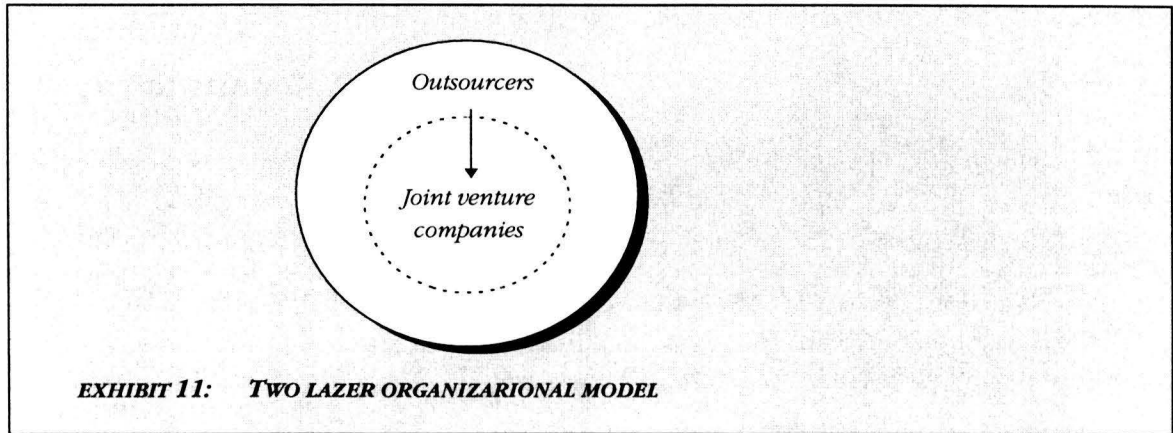 Outsourcers
Joint venture
companies
EXHIBIT 11: TWO LAZER ORGANIZARIONAL MODEL